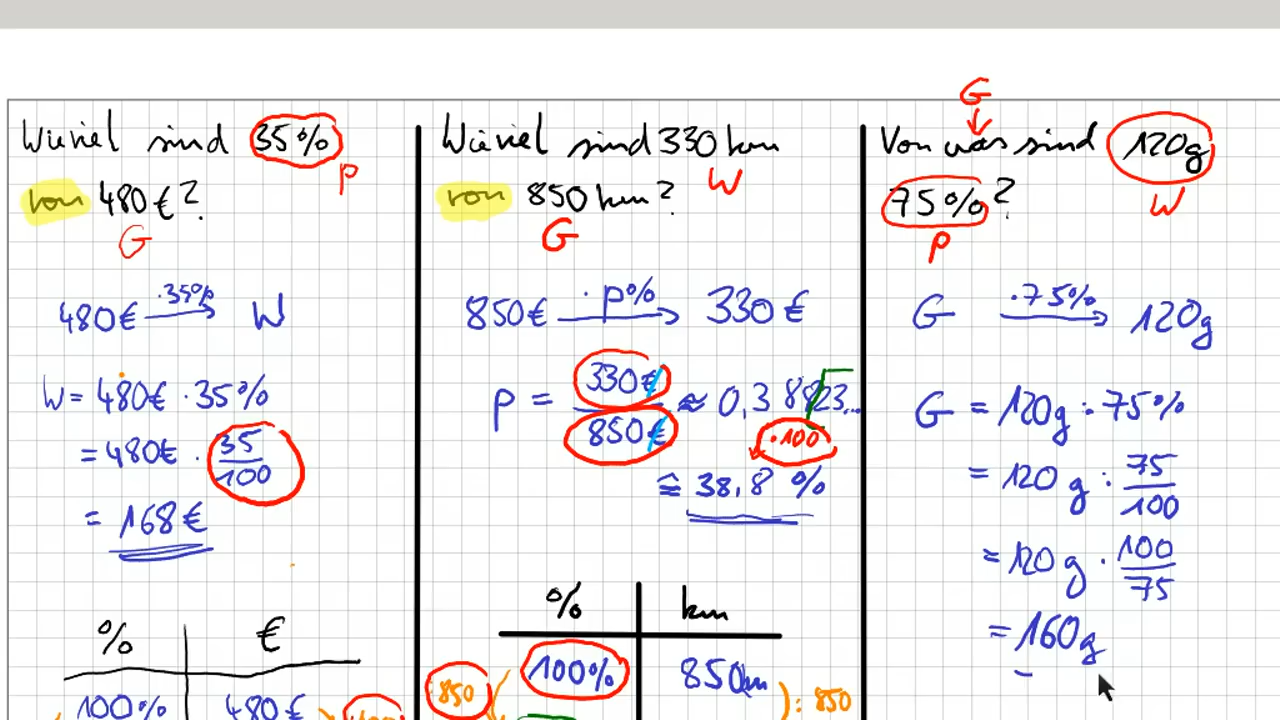 Wieviel sind 35%
p
von 480€?
G
480€ ·35% → W
W = 480€ · 35%
= 480€ · 35/100
= 168€
% €
100% 480€
Wieviel sind 330 km
W
von 850 km?
G
850€ · p% → 330€
p = 330€/850€ ≈ 0,38823...
·100
≙ 38,8 %
% km
850 100% 850km : 850
G
↓
Von was sind 120g
W
75%?
p
G ·75% → 120g
G = 120g : 75%
= 120g : 75/100
= 120g · 100/75
= 160g